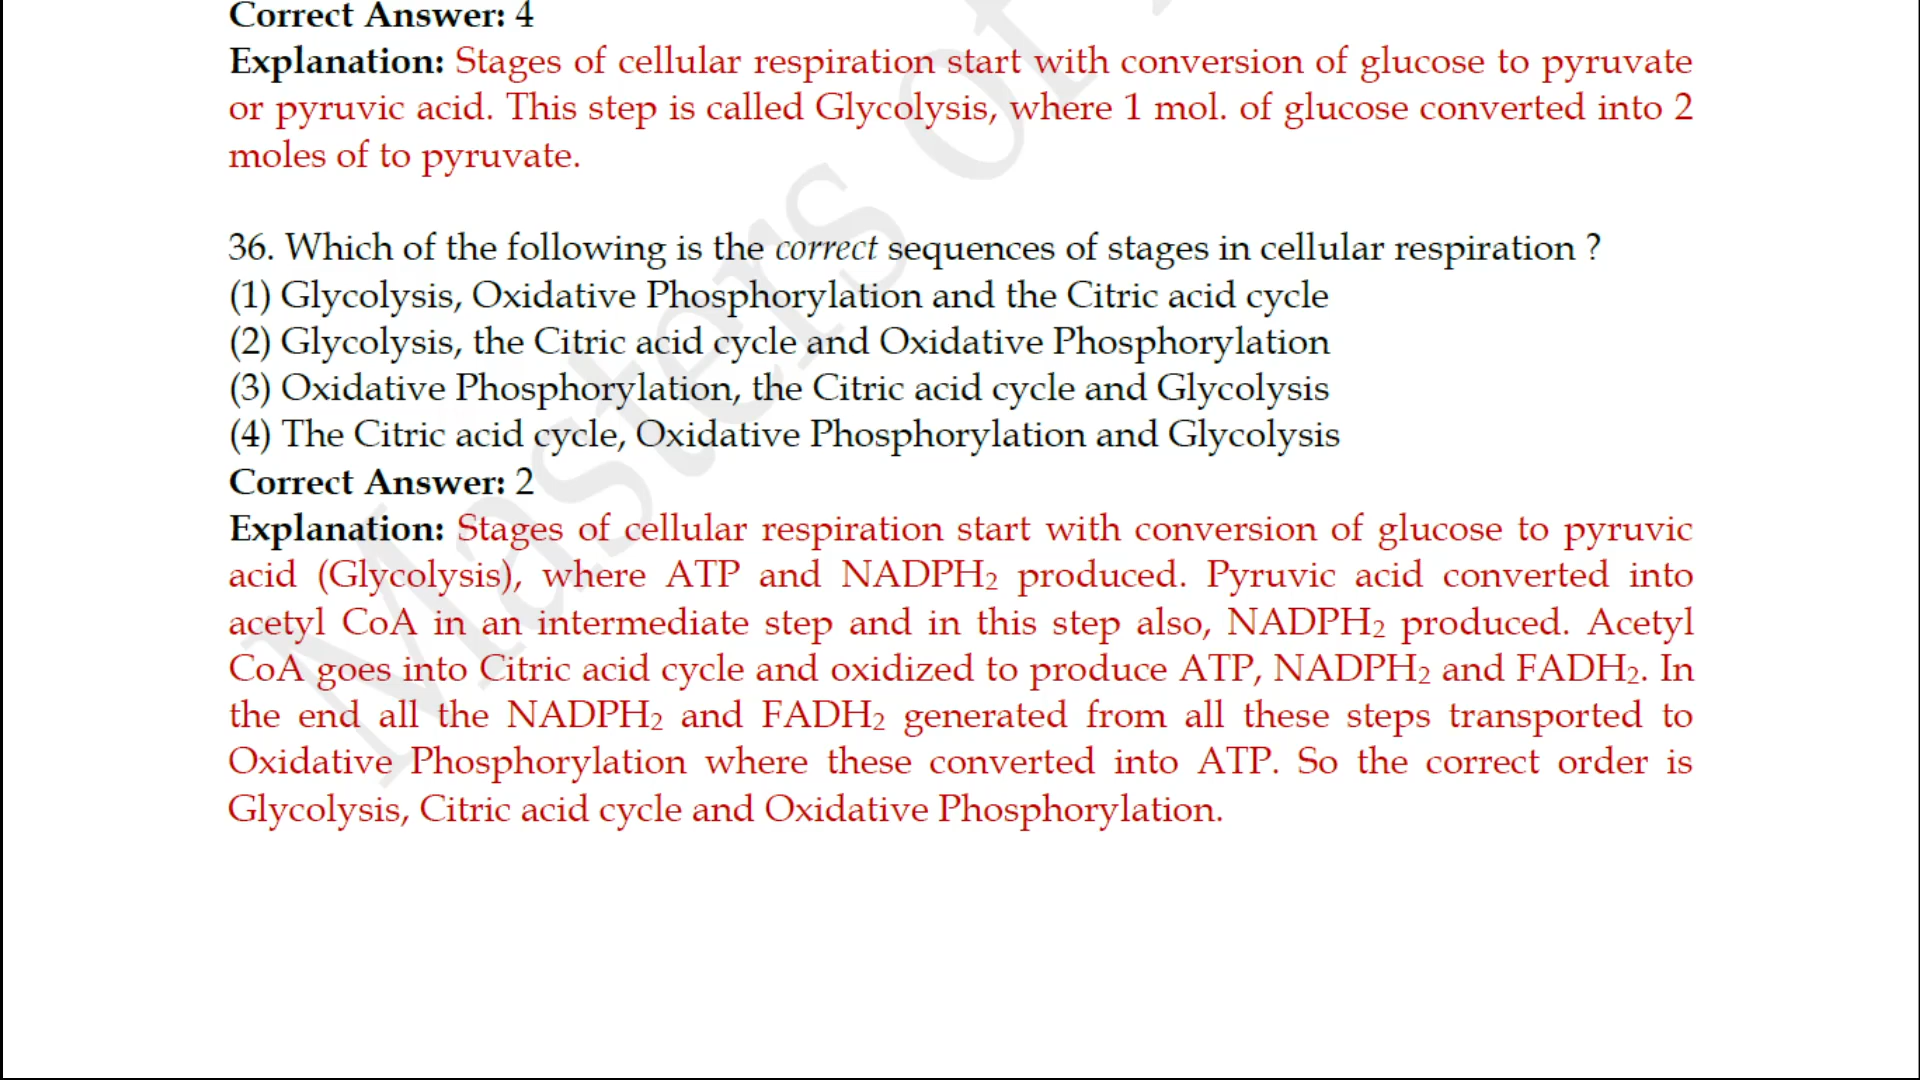 Correct Answer: 4
Explanation: Stages of cellular respiration start with conversion of glucose to pyruvate
or pyruvic acid. This step is called Glycolysis, where 1 mol. of glucose converted into 2
moles of to pyruvate.
36. Which of the following is the correct sequences of stages in cellular respiration ?
(1) Glycolysis, Oxidative Phosphorylation and the Citric acid cycle
(2) Glycolysis, the Citric acid cycle and Oxidative Phosphorylation
(3) Oxidative Phosphorylation, the Citric acid cycle and Glycolysis
(4) The Citric acid cycle, Oxidative Phosphorylation and Glycolysis
Correct Answer: 2
Explanation: Stages of cellular respiration start with conversion of glucose to pyruvic
acid (Glycolysis), where ATP and NADPH2 produced. Pyruvic acid converted into
acetyl CoA in an intermediate step and in this step also, NADPH2 produced. Acetyl
CoA goes into Citric acid cycle and oxidized to produce ATP, NADPH2 and FADH2. In
the end all the NADPH2 and FADH2 generated from all these steps transported to
Oxidative Phosphorylation where these converted into ATP. So the correct order is
Glycolysis, Citric acid cycle and Oxidative Phosphorylation.
Masters of